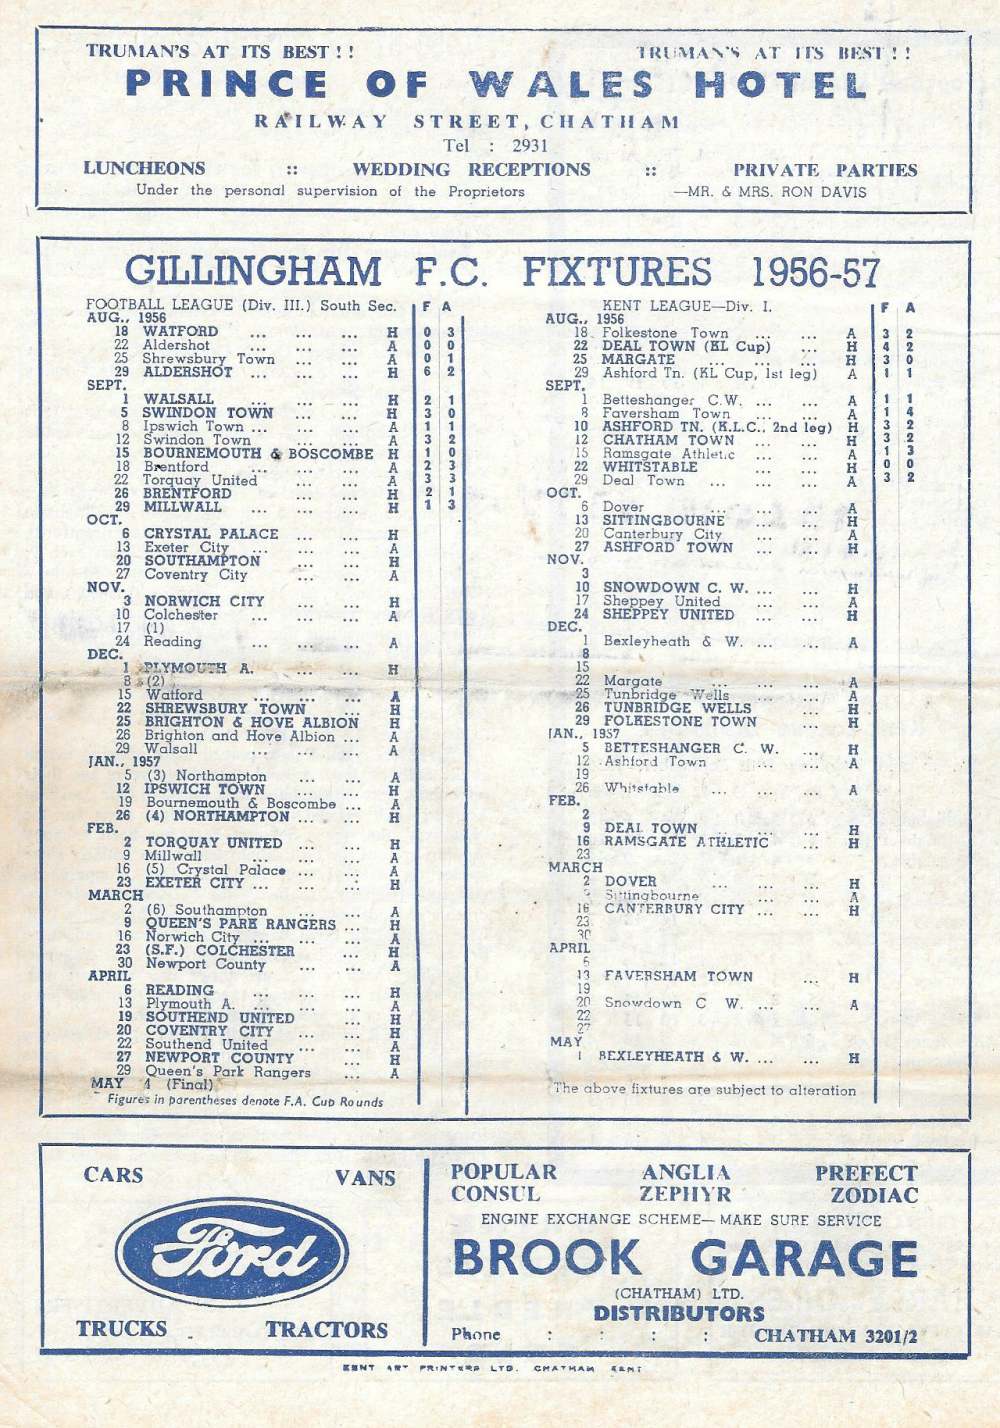 TRUMAN'S AT ITS BEST ! ! TRUMAN'S AT ITS BEST ! !
PRINCE OF WALES HOTEL
RAILWAY STREET, CHATHAM
Tel : 2931
LUNCHEONS :: WEDDING RECEPTIONS :: PRIVATE PARTIES
Under the personal supervision of the Proprietors —MR. & MRS. RON DAVIS
GILLINGHAM F.C. FIXTURES 1956-57
FOOTBALL LEAGUE (Div. III.) South Sec. F A
AUG., 1956
18 WATFORD ... ... ... H 0 3
22 Aldershot ... ... ... A 0 0
25 Shrewsbury Town ... ... A 0 1
29 ALDERSHOT ... ... ... H 6 2
SEPT.
1 WALSALL ... ... ... H 2 1
5 SWINDON TOWN ... ... H 3 0
8 Ipswich Town ... ... ... A 1 1
12 Swindon Town ... ... A 3 2
15 BOURNEMOUTH & BOSCOMBE H 1 0
18 Brentford ... ... ... A 2 3
22 Torquay United ... ... A 3 3
26 BRENTFORD ... ... ... H 2 1
29 MILLWALL ... ... ... H 1 3
OCT.
6 CRYSTAL PALACE ... ... H
13 Exeter City ... ... ... A
20 SOUTHAMPTON ... ... H
27 Coventry City ... ... A
NOV.
3 NORWICH CITY ... ... H
10 Colchester ... ... ... A
17 (1)
24 Reading ... ... ... A
DEC.
1 PLYMOUTH A. ... ... H
8 (2)
15 Watford ... ... ... A
22 SHREWSBURY TOWN ... H
25 BRIGHTON & HOVE ALBION H
26 Brighton and Hove Albion ... A
29 Walsall ... ... ... A
JAN., 1957
5 (3) Northampton ... ... A
12 IPSWICH TOWN ... ... H
19 Bournemouth & Boscombe ... A
26 (4) NORTHAMPTON ... ... H
FEB.
2 TORQUAY UNITED ... ... H
9 Millwall ... ... ... A
16 (5) Crystal Palace ... ... A
23 EXETER CITY ... ... ... H
MARCH
2 (6) Southampton ... ... A
9 QUEEN'S PARK RANGERS ... H
16 Norwich City ... ... ... A
23 (S.F.) COLCHESTER ... H
30 Newport County ... ... A
APRIL
6 READING ... ... ... H
13 Plymouth A. ... ... ... A
19 SOUTHEND UNITED ... H
20 COVENTRY CITY ... ... H
22 Southend United ... ... A
27 NEWPORT COUNTY ... H
29 Queen's Park Rangers ... A
MAY 4 (Final)
Figures in parentheses denote F.A. Cup Rounds
KENT LEAGUE—Div. I. F A
AUG., 1956
18 Folkestone Town ... ... A 3 2
22 DEAL TOWN (KL Cup) ... H 4 2
25 MARGATE ... ... ... H 3 0
29 Ashford Tn. (KL Cup, 1st leg) A 1 1
SEPT.
1 Betteshanger C.W. ... ... A 1 1
8 Faversham Town ... ... A 1 4
10 ASHFORD TN. (K.L.C., 2nd leg) H 3 2
12 CHATHAM TOWN ... ... H 3 2
15 Ramsgate Athletic ... ... A 1 3
22 WHITSTABLE ... ... H 0 0
29 Deal Town ... ... ... A 3 2
OCT.
6 Dover ... ... ... A
13 SITTINGBOURNE ... ... H
20 Canterbury City ... ... A
27 ASHFORD TOWN ... ... H
NOV.
3
10 SNOWDOWN C. W. ... ... H
17 Sheppey United ... ... A
24 SHEPPEY UNITED ... ... H
DEC.
1 Bexleyheath & W. ... ... A
8
15
22 Margate ... ... ... A
25 Tunbridge Wells ... ... A
26 TUNBRIDGE WELLS ... H
29 FOLKESTONE TOWN ... H
JAN., 1957
5 BETTESHANGER C. W. ... H
12 Ashford Town ... ... A
19
26 Whitstable ... ... A
FEB.
2
9 DEAL TOWN ... ... H
16 RAMSGATE ATHLETIC ... H
23
MARCH
2 DOVER ... ... ... H
Sittingbourne ... ... A
16 CANTERBURY CITY ... ... H
23
30
APRIL
6
13 FAVERSHAM TOWN ... H
19
20 Snowdown C W. ... ... A
22
27
MAY
1 BEXLEYHEATH & W. ... ... H
The above fixtures are subject to alteration
CARS VANS
Ford
TRUCKS TRACTORS
POPULAR ANGLIA PREFECT
CONSUL ZEPHYR ZODIAC
ENGINE EXCHANGE SCHEME—MAKE SURE SERVICE
BROOK GARAGE
(CHATHAM) LTD.
DISTRIBUTORS
Phone : : : : CHATHAM 3201/2
KENT ART PRINTERS LTD. CHATHAM KENT